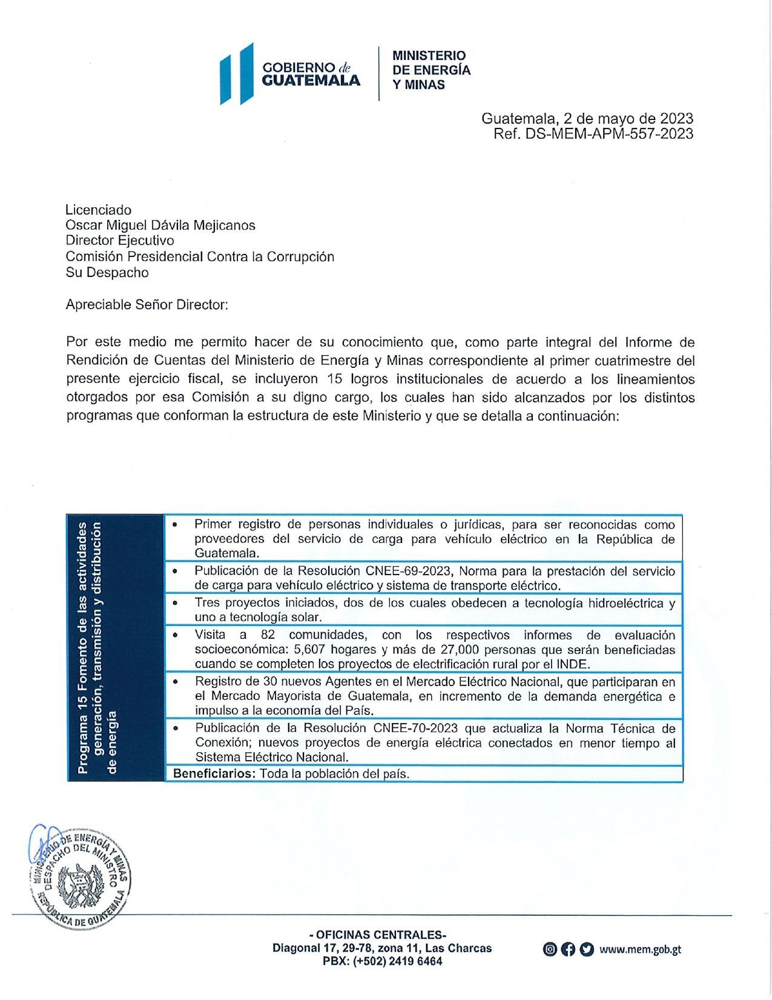 GOBIERNO de
GUATEMALA
MINISTERIO
DE ENERGÍA
Y MINAS
Guatemala, 2 de mayo de 2023
Ref. DS-MEM-APM-557-2023
Licenciado
Oscar Miguel Dávila Mejicanos
Director Ejecutivo
Comisión Presidencial Contra la Corrupción
Su Despacho
Apreciable Señor Director:
Por este medio me permito hacer de su conocimiento que, como parte integral del Informe de
Rendición de Cuentas del Ministerio de Energía y Minas correspondiente al primer cuatrimestre del
presente ejercicio fiscal, se incluyeron 15 logros institucionales de acuerdo a los lineamientos
otorgados por esa Comisión a su digno cargo, los cuales han sido alcanzados por los distintos
programas que conforman la estructura de este Ministerio y que se detalla a continuación:
Programa 15 Fomento de las actividades
generación, transmisión y distribución
de energía
• Primer registro de personas individuales o jurídicas, para ser reconocidas como
proveedores del servicio de carga para vehículo eléctrico en la República de
Guatemala.
• Publicación de la Resolución CNEE-69-2023, Norma para la prestación del servicio
de carga para vehículo eléctrico y sistema de transporte eléctrico.
• Tres proyectos iniciados, dos de los cuales obedecen a tecnología hidroeléctrica y
uno a tecnología solar.
• Visita a 82 comunidades, con los respectivos informes de evaluación
socioeconómica: 5,607 hogares y más de 27,000 personas que serán beneficiadas
cuando se completen los proyectos de electrificación rural por el INDE.
• Registro de 30 nuevos Agentes en el Mercado Eléctrico Nacional, que participaran en
el Mercado Mayorista de Guatemala, en incremento de la demanda energética e
impulso a la economía del País.
• Publicación de la Resolución CNEE-70-2023 que actualiza la Norma Técnica de
Conexión; nuevos proyectos de energía eléctrica conectados en menor tiempo al
Sistema Eléctrico Nacional.
Beneficiarios: Toda la población del país.
MINISTERIO DE ENERGÍA Y MINAS
DESPACHO DEL MINISTRO
REPÚBLICA DE GUATEMALA
- OFICINAS CENTRALES-
Diagonal 17, 29-78, zona 11, Las Charcas
PBX: (+502) 2419 6464
www.mem.gob.gt